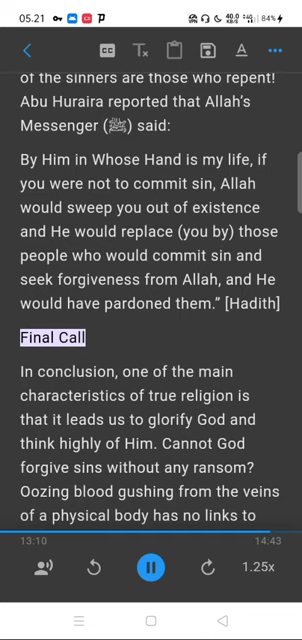 05.21
40.0
KB/S
84%
of the sinners are those who repent!
Abu Huraira reported that Allah's
Messenger (ﷺ) said:
By Him in Whose Hand is my life, if
you were not to commit sin, Allah
would sweep you out of existence
and He would replace (you by) those
people who would commit sin and
seek forgiveness from Allah, and He
would have pardoned them.” [Hadith]
Final Call
In conclusion, one of the main
characteristics of true religion is
that it leads us to glorify God and
think highly of Him. Cannot God
forgive sins without any ransom?
Oozing blood gushing from the veins
of a physical body has no links to
13:10
14:43
1.25x